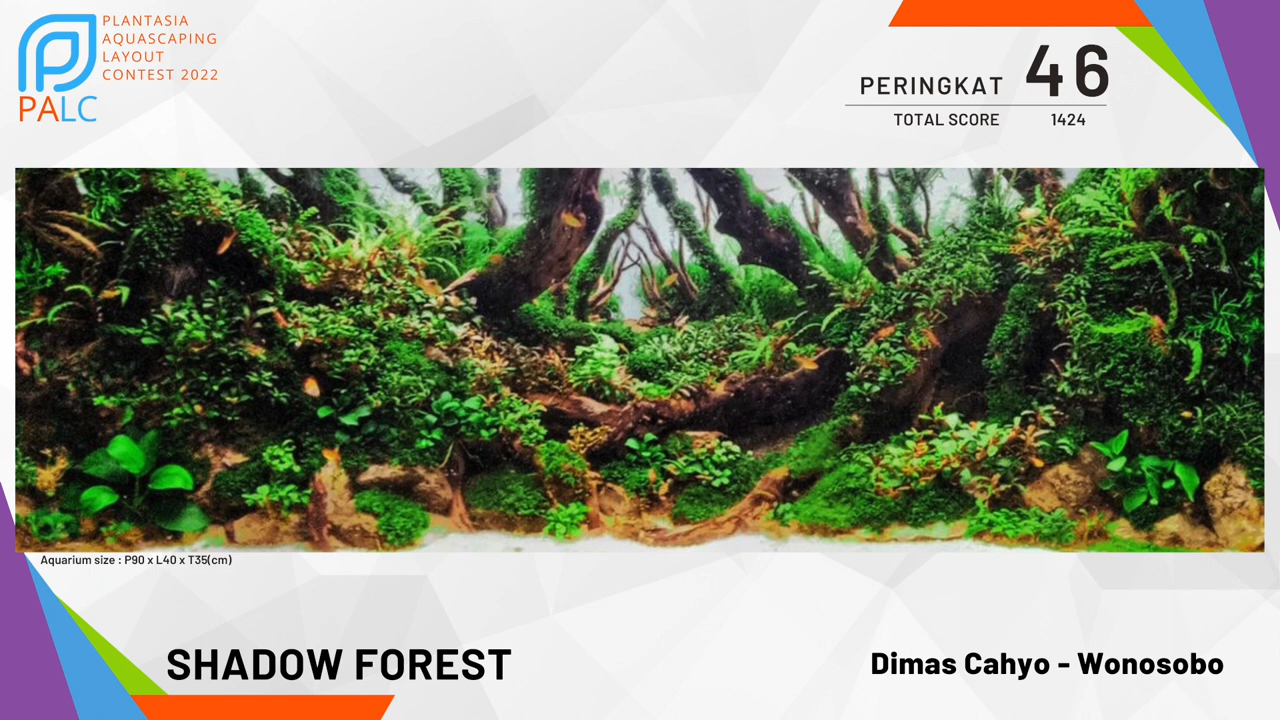 PLANTASIA
AQUASCAPING
LAYOUT
CONTEST 2022
PALC
PERINGKAT 46
TOTAL SCORE 1424
Aquarium size : P90 x L40 x T35(cm)
SHADOW FOREST
Dimas Cahyo - Wonosobo